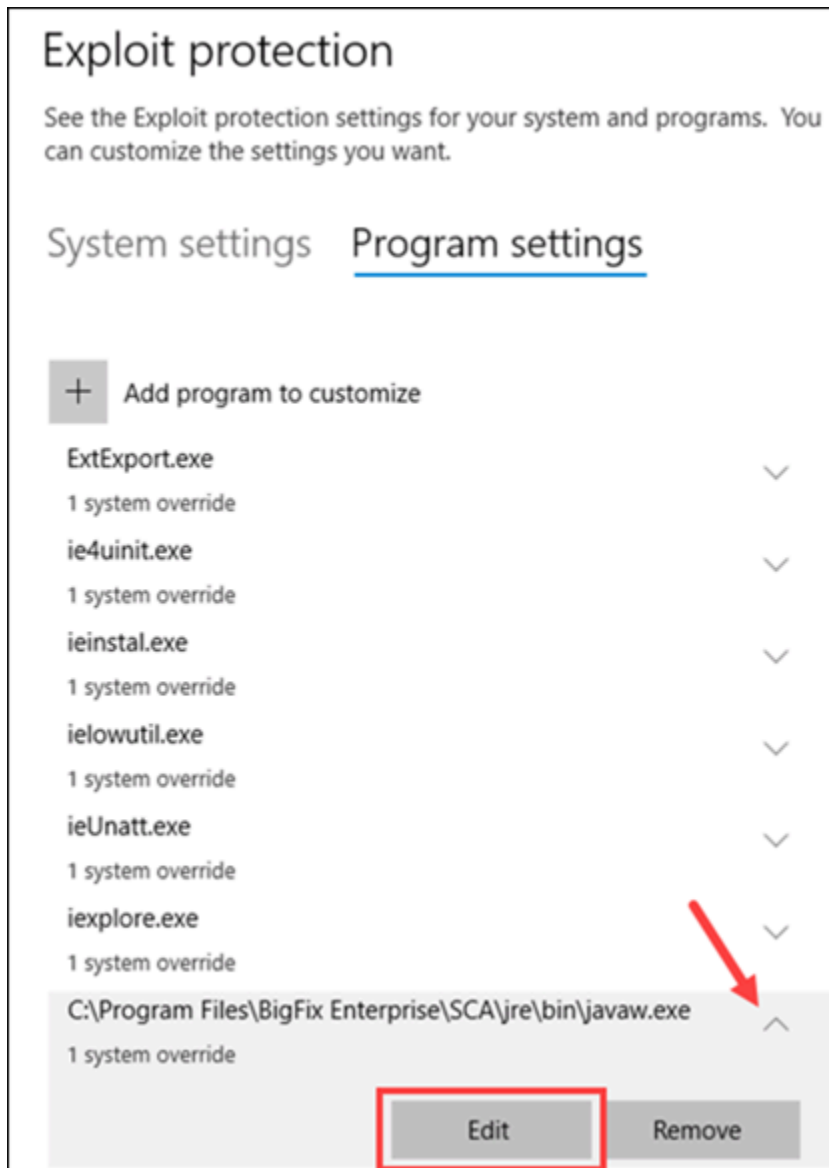 Exploit protection
See the Exploit protection settings for your system and programs.  You
can customize the settings you want.
System settings
Program settings
+ Add program to customize
ExtExport.exe
1 system override
ie4uinit.exe
1 system override
ieinstal.exe
1 system override
ielowutil.exe
1 system override
ieUnatt.exe
1 system override
iexplore.exe
1 system override
C:\Program Files\BigFix Enterprise\SCA\jre\bin\javaw.exe
1 system override
Edit
Remove